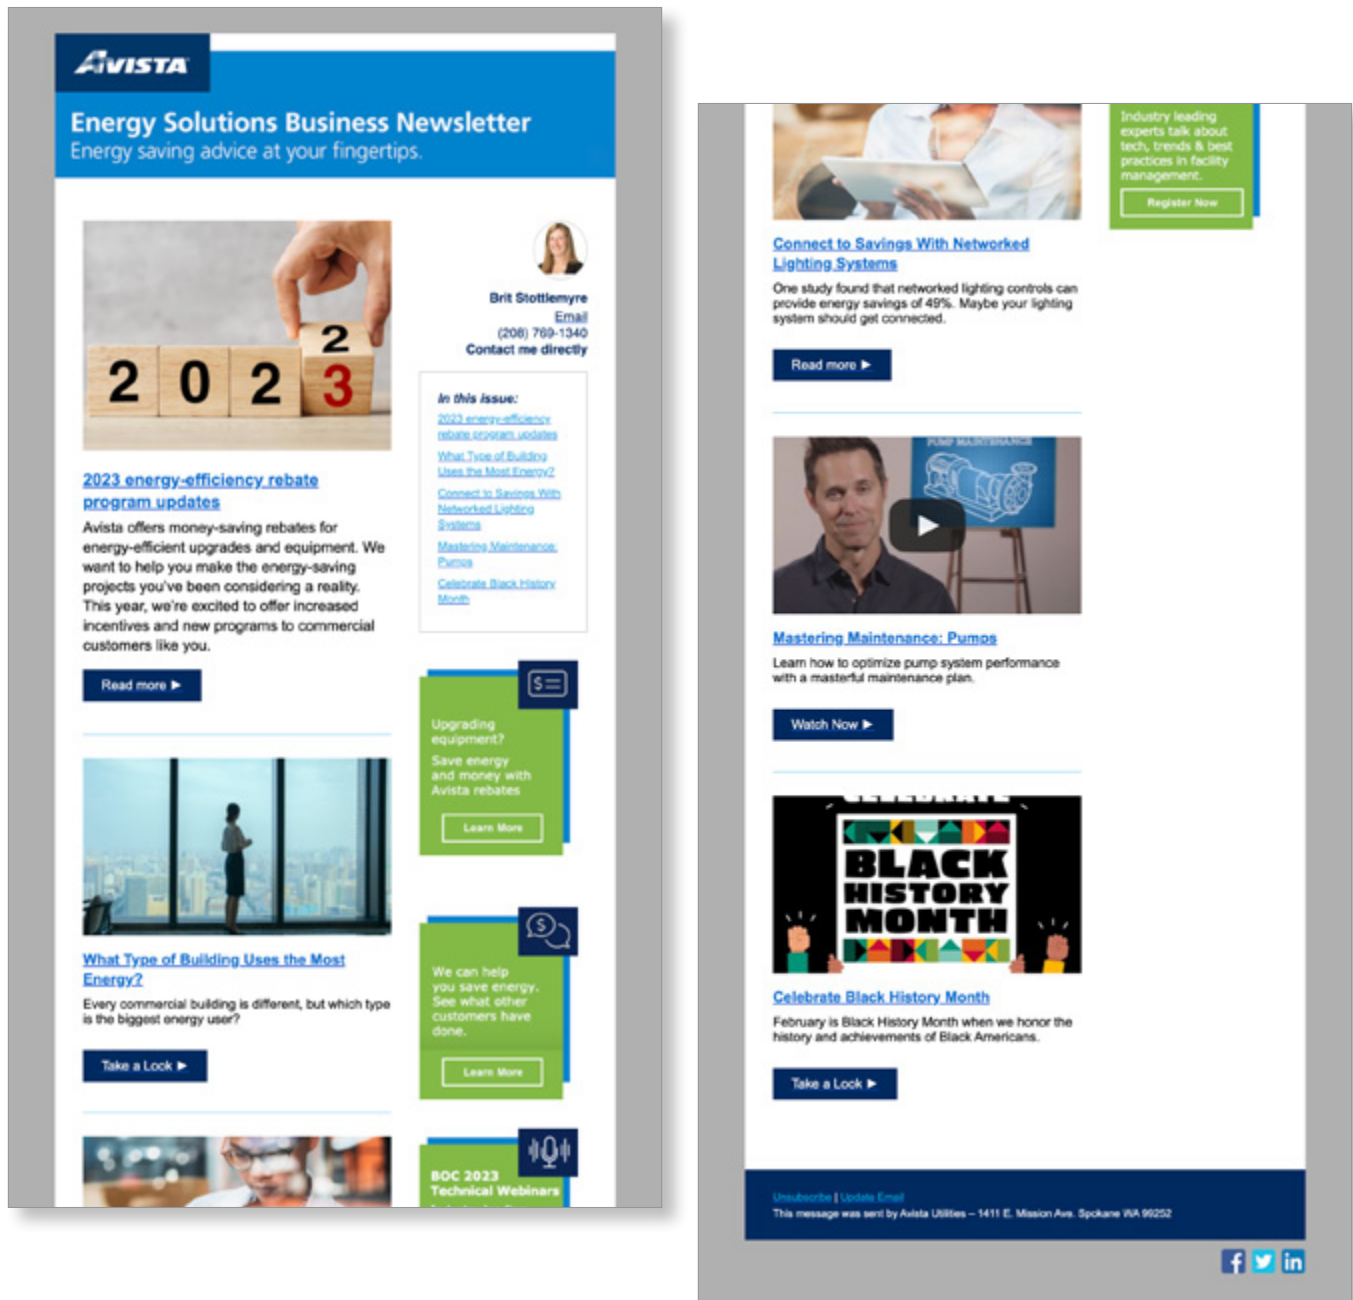 AVISTA
Energy Solutions Business Newsletter
Energy saving advice at your fingertips.
2 0 2 2
3
2023 energy-efficiency rebate
program updates
Avista offers money-saving rebates for
energy-efficient upgrades and equipment. We
want to help you make the energy-saving
projects you've been considering a reality.
This year, we're excited to offer increased
incentives and new programs to commercial
customers like you.
Read more ►
What Type of Building Uses the Most
Energy?
Every commercial building is different, but which type
is the biggest energy user?
Take a Look ►
Brit Stottlemyre
Email
(208) 769-1340
Contact me directly
In this issue:
2023 energy-efficiency
rebate program updates
What Type of Building
Uses the Most Energy?
Connect to Savings With
Networked Lighting
Systems
Mastering Maintenance:
Pumps
Celebrate Black History
Month
$
Upgrading
equipment?
Save energy
and money with
Avista rebates
Learn More
$
We can help
you save energy.
See what other
customers have
done.
Learn More
BOC 2023
Technical Webinars
Industry leading
experts talk about
tech, trends & best
practices in facility
management.
Register Now
Connect to Savings With Networked
Lighting Systems
One study found that networked lighting controls can
provide energy savings of 49%. Maybe your lighting
system should get connected.
Read more ►
PUMP MAINTENANCE
Mastering Maintenance: Pumps
Learn how to optimize pump system performance
with a masterful maintenance plan.
Watch Now ►
CELEBRATE
BLACK
HISTORY
MONTH
Celebrate Black History Month
February is Black History Month when we honor the
history and achievements of Black Americans.
Take a Look ►
Unsubscribe | Update Email
This message was sent by Avista Utilities – 1411 E. Mission Ave. Spokane WA 99252
f
in